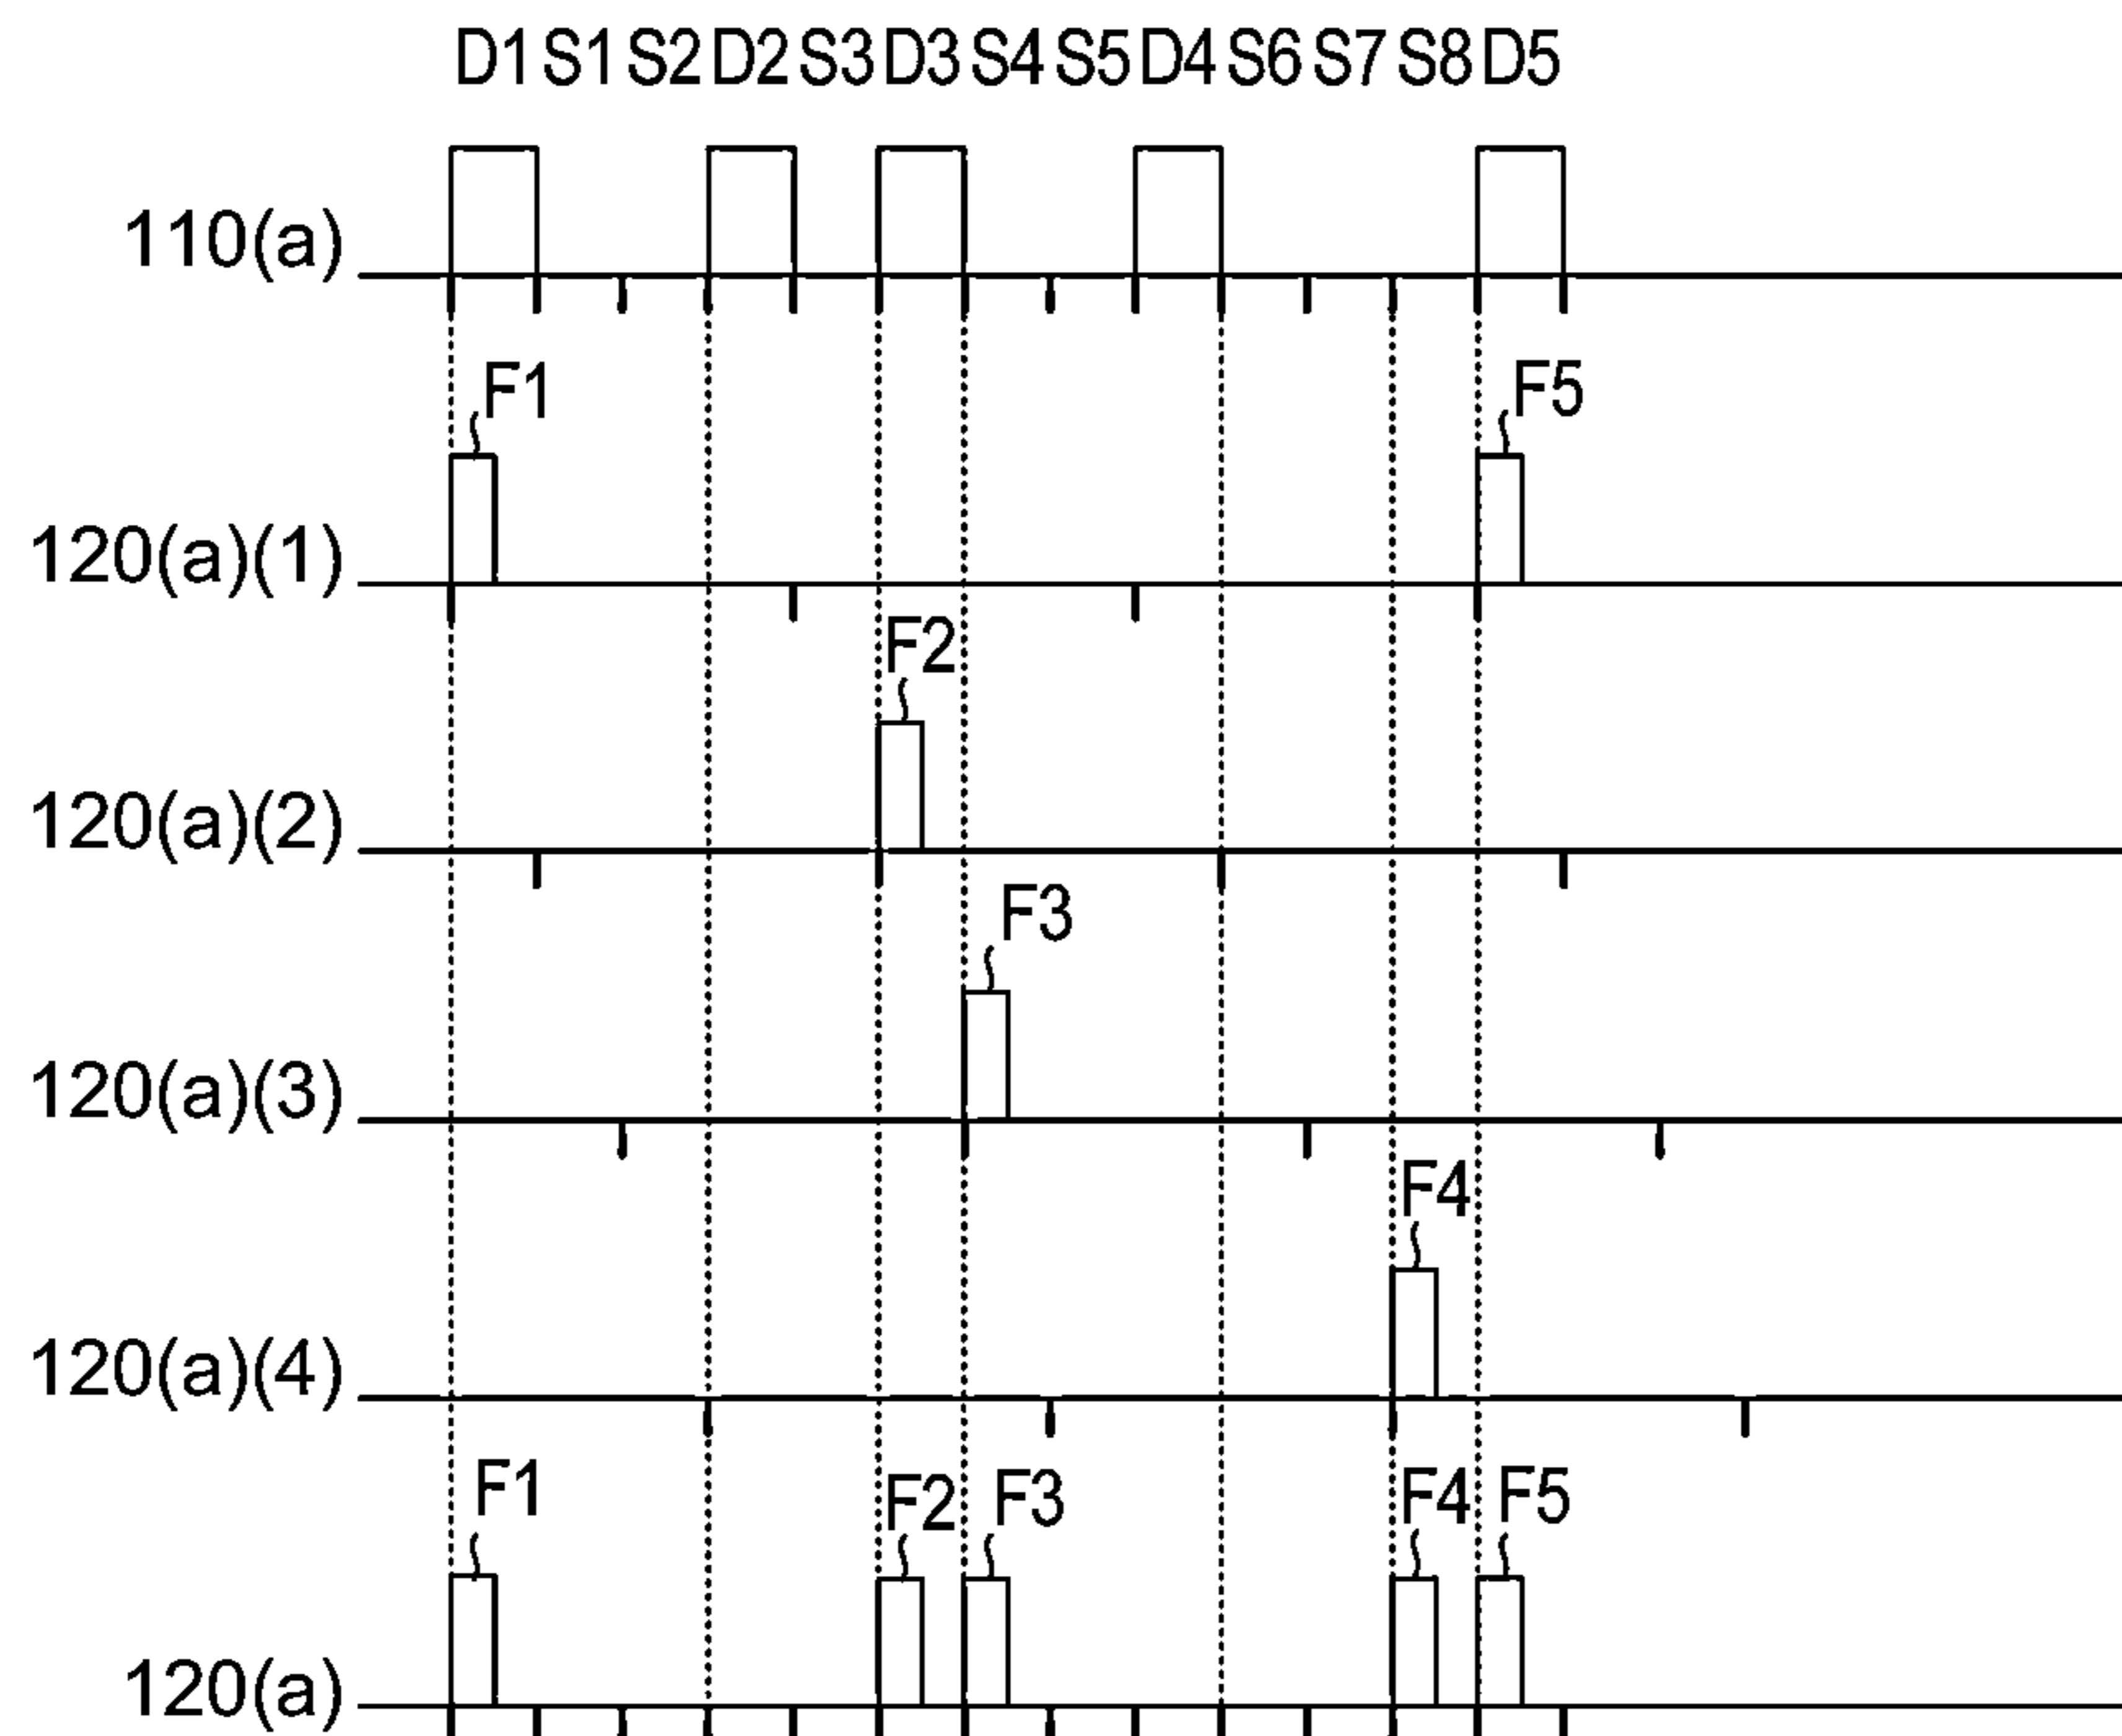 D1 S1 S2 D2 S3 D3 S4 S5 D4 S6 S7 S8 D5
110(a)
F1 F5
120(a)(1)
F2
120(a)(2)
F3
120(a)(3)
F4
120(a)(4)
F1 F2 F3 F4 F5
120(a)